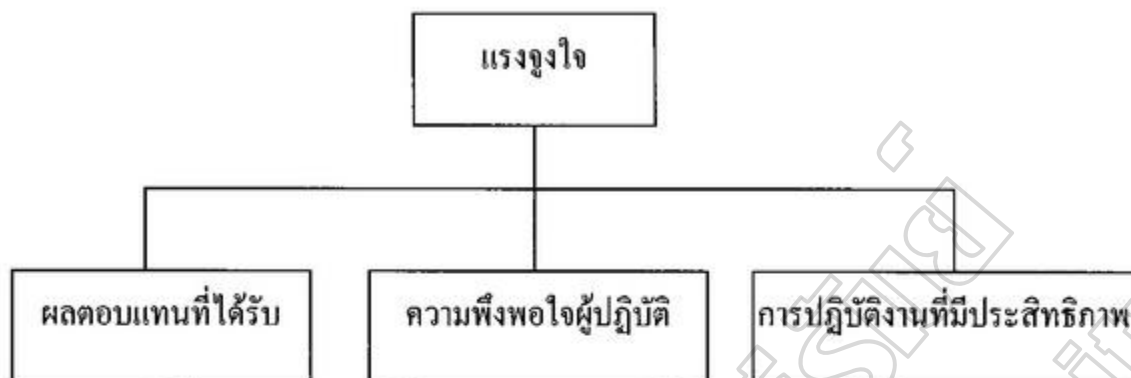 แรงจูงใจ
ผลตอบแทนที่ได้รับ
ความพึงพอใจผู้ปฏิบัติ
การปฏิบัติงานที่มีประสิทธิภาพ